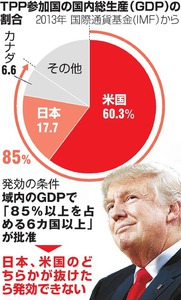 TPP参加国の国内総生産(GDP)の
割合 2013年 国際通貨基金(IMF)から
カナダ
6.6
その他
日本
17.7
米国
60.3%
85%
発効の条件
域内のGDPで
「85%以上を占
める6カ国以上」
が批准
日本、米国のど
ちらかが抜けた
ら発効できない